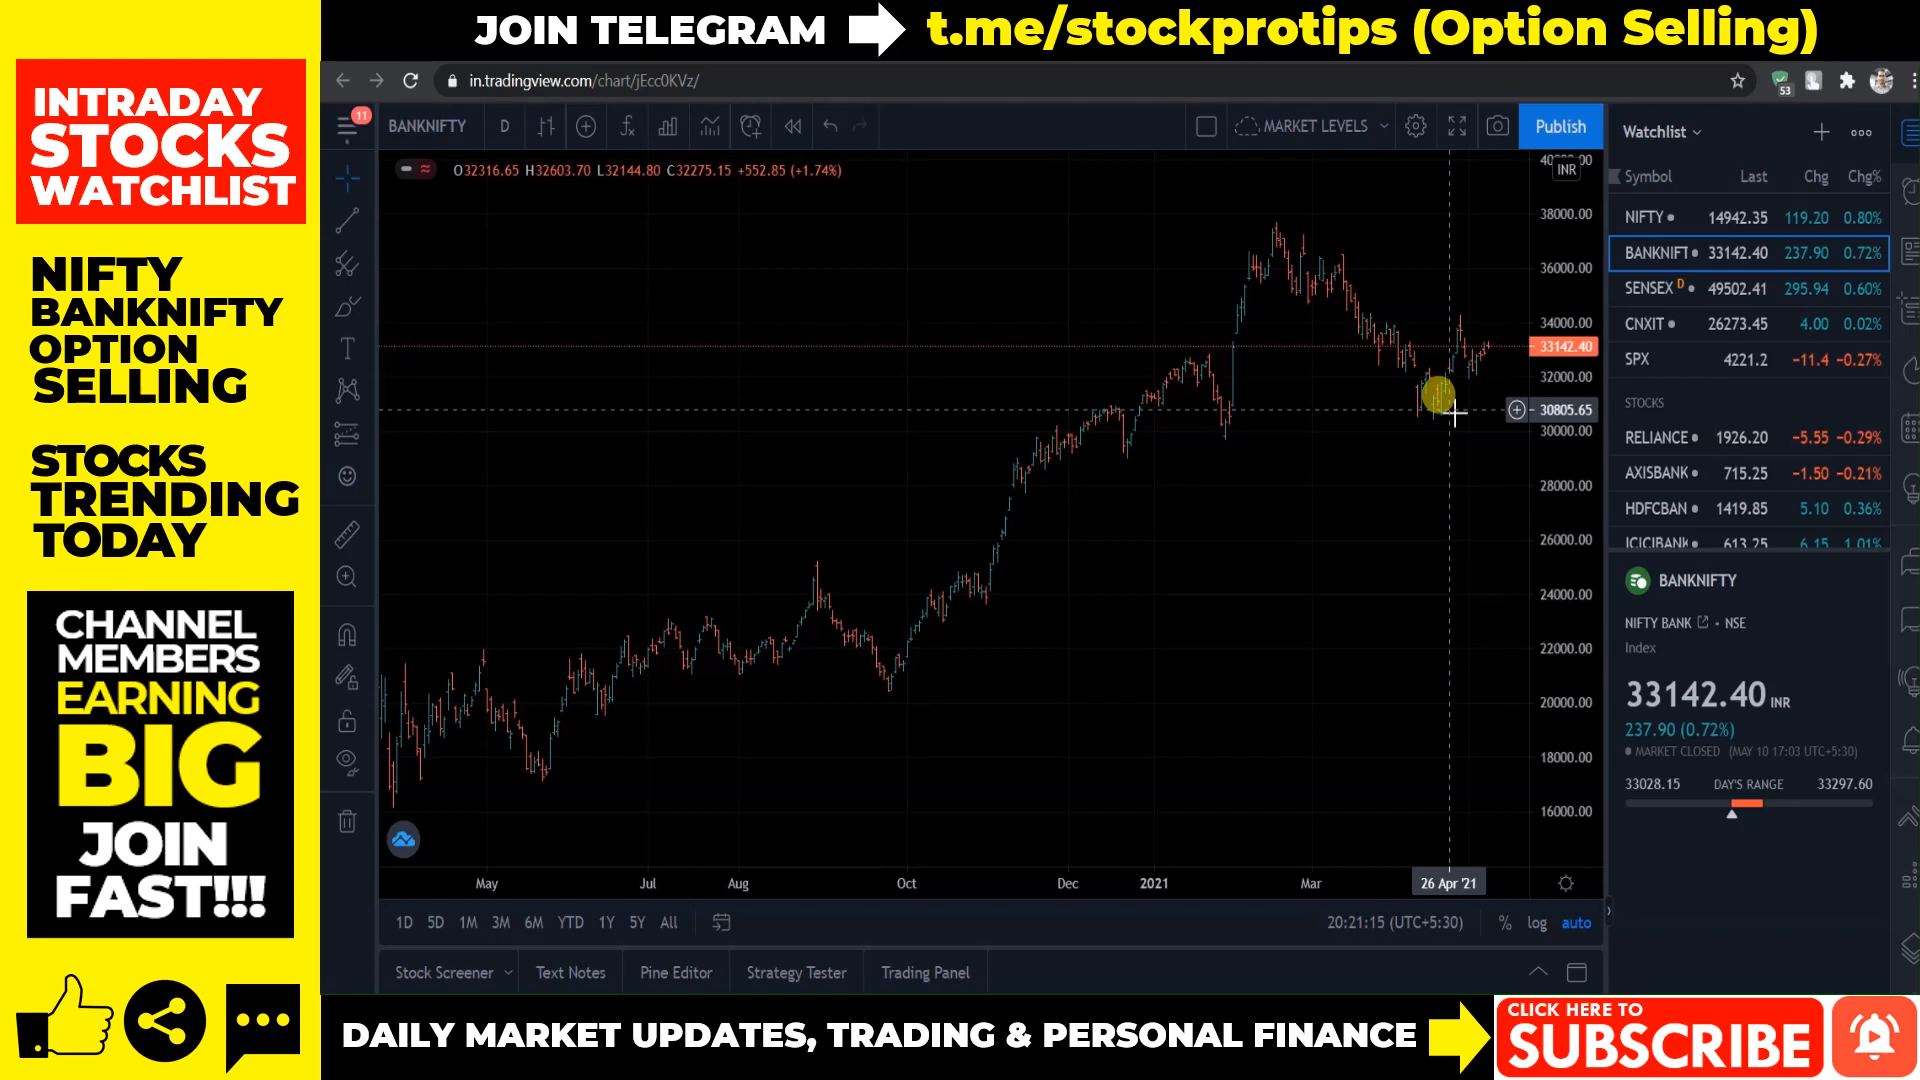 JOIN TELEGRAM t.me/stockprotips (Option Selling)
INTRADAY
STOCKS
WATCHLIST
NIFTY
BANKNIFTY
OPTION
SELLING
STOCKS
TRENDING
TODAY
CHANNEL
MEMBERS
EARNING
BIG
JOIN
FAST!!!
in.tradingview.com/chart/jEcc0KVz/
53
11
BANKNIFTY D MARKET LEVELS Publish
O32316.65 H32603.70 L32144.80 C32275.15 +552.85 (+1.74%)
INR
38000.00
36000.00
34000.00
33142.40
32000.00
30805.65
30000.00
28000.00
26000.00
24000.00
22000.00
20000.00
18000.00
16000.00
May Jul Aug Oct Dec 2021 Mar 26 Apr '21
1D 5D 1M 3M 6M YTD 1Y 5Y All 20:21:15 (UTC+5:30) % log auto
Stock Screener Text Notes Pine Editor Strategy Tester Trading Panel
Watchlist
Symbol Last Chg Chg%
NIFTY 14942.35 119.20 0.80%
BANKNIFT 33142.40 237.90 0.72%
SENSEX D 49502.41 295.94 0.60%
CNXIT 26273.45 4.00 0.02%
SPX 4221.2 −11.4 −0.27%
STOCKS
RELIANCE 1926.20 −5.55 −0.29%
AXISBANK 715.25 −1.50 −0.21%
HDFCBAN 1419.85 5.10 0.36%
ICICIBANK 613.25 6.15 1.01%
BANKNIFTY
NIFTY BANK • NSE
Index
33142.40 INR
237.90 (0.72%)
MARKET CLOSED (MAY 10 17:03 UTC+5:30)
33028.15 DAY'S RANGE 33297.60
DAILY MARKET UPDATES, TRADING & PERSONAL FINANCE
CLICK HERE TO
SUBSCRIBE